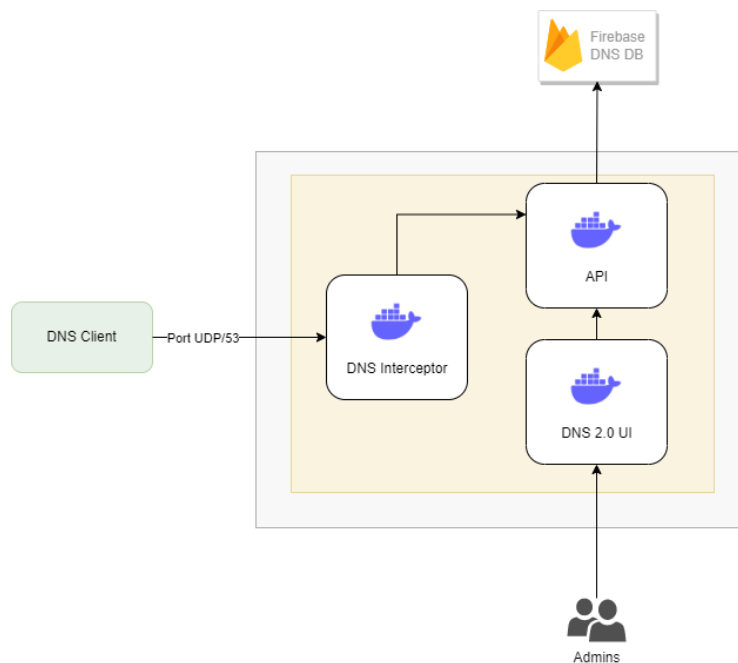 Firebase
DNS DB
API
DNS Client
Port UDP/53
DNS Interceptor
DNS 2.0 UI
Admins